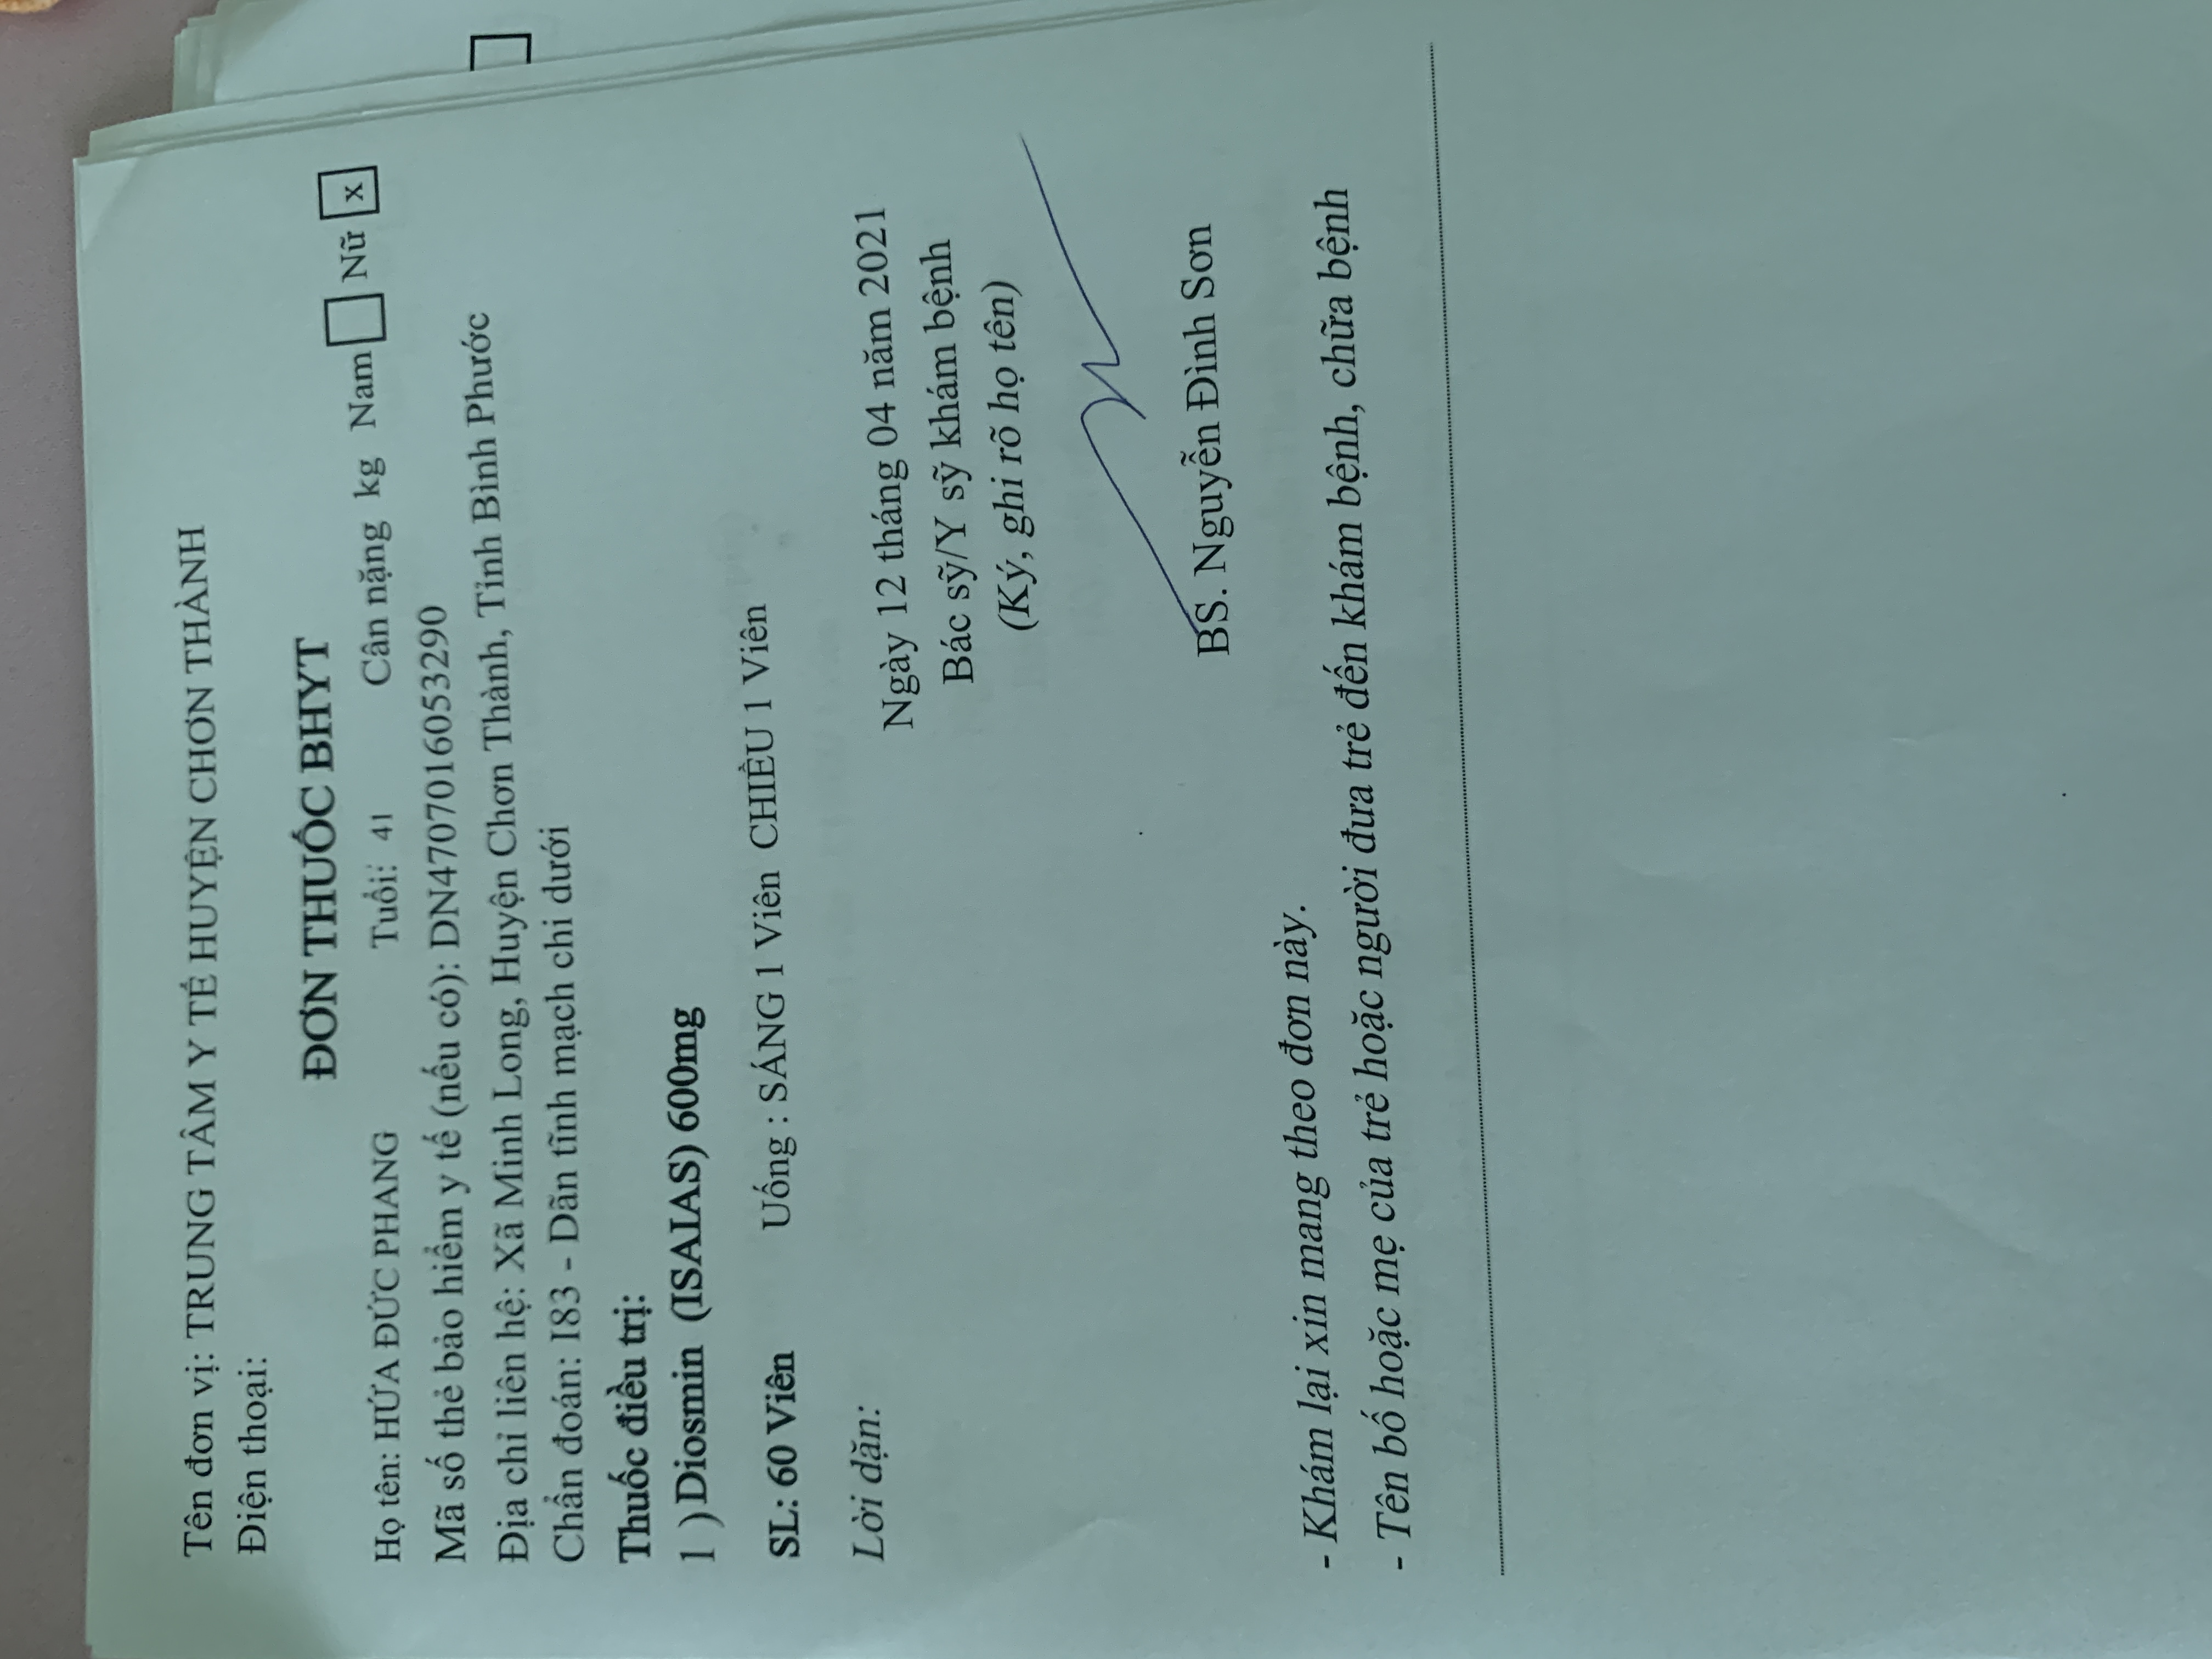 Tên đơn vị: TRUNG TÂM Y TẾ HUYỆN CHƠN THÀNH
Điện thoại:
ĐƠN THUỐC BHYT
Họ tên: HỨA ĐỨC PHANG Tuổi: 41 Cân nặng kg Nam Nữ x
Mã số thẻ bảo hiểm y tế (nếu có): DN4707016053290
Địa chỉ liên hệ: Xã Minh Long, Huyện Chơn Thành, Tỉnh Bình Phước
Chẩn đoán: I83 - Dãn tĩnh mạch chi dưới
Thuốc điều trị:
1 ) Diosmin (ISAIAS) 600mg
SL: 60 Viên Uống : SÁNG 1 Viên CHIỀU 1 Viên
Lời dặn:
Ngày 12 tháng 04 năm 2021
Bác sỹ/Y sỹ khám bệnh
(Ký, ghi rõ họ tên)
BS. Nguyễn Đình Sơn
- Khám lại xin mang theo đơn này.
- Tên bố hoặc mẹ của trẻ hoặc người đưa trẻ đến khám bệnh, chữa bệnh